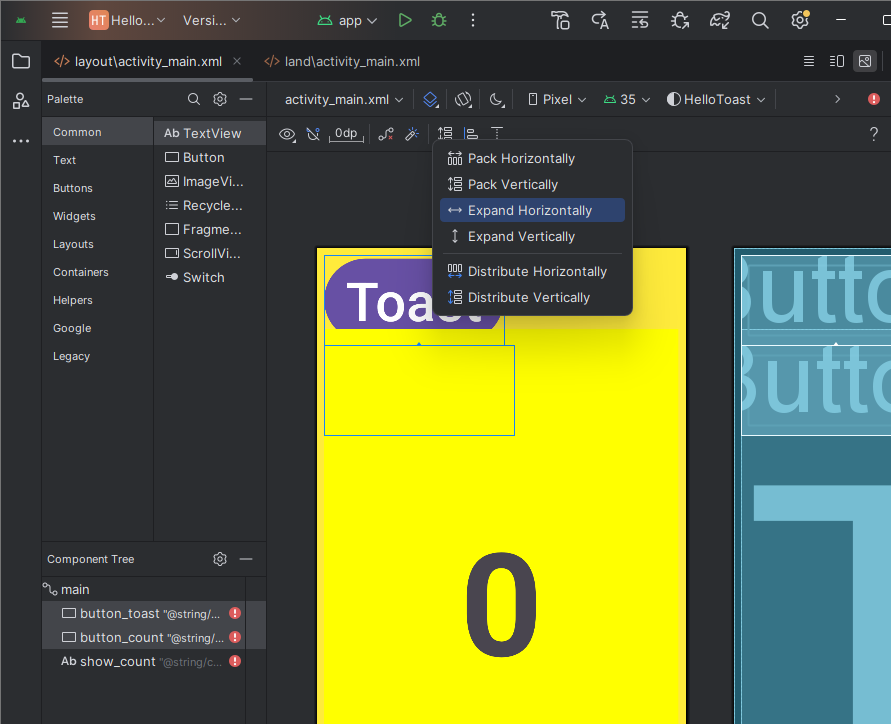 HT Hello... Versi... app
layout\activity_main.xml land\activity_main.xml
Palette
activity_main.xml Pixel 35 HelloToast
Common
Text
Buttons
Widgets
Layouts
Containers
Helpers
Google
Legacy
Ab TextView
Button
ImageVi...
Recycle...
Fragme...
ScrollVi...
Switch
0dp ?
Pack Horizontally
Pack Vertically
Expand Horizontally
Expand Vertically
Distribute Horizontally
Distribute Vertically
Toast
0
Butto
Butto
T
Component Tree
main
button_toast "@string/...
button_count "@string/...
Ab show_count "@string/c...